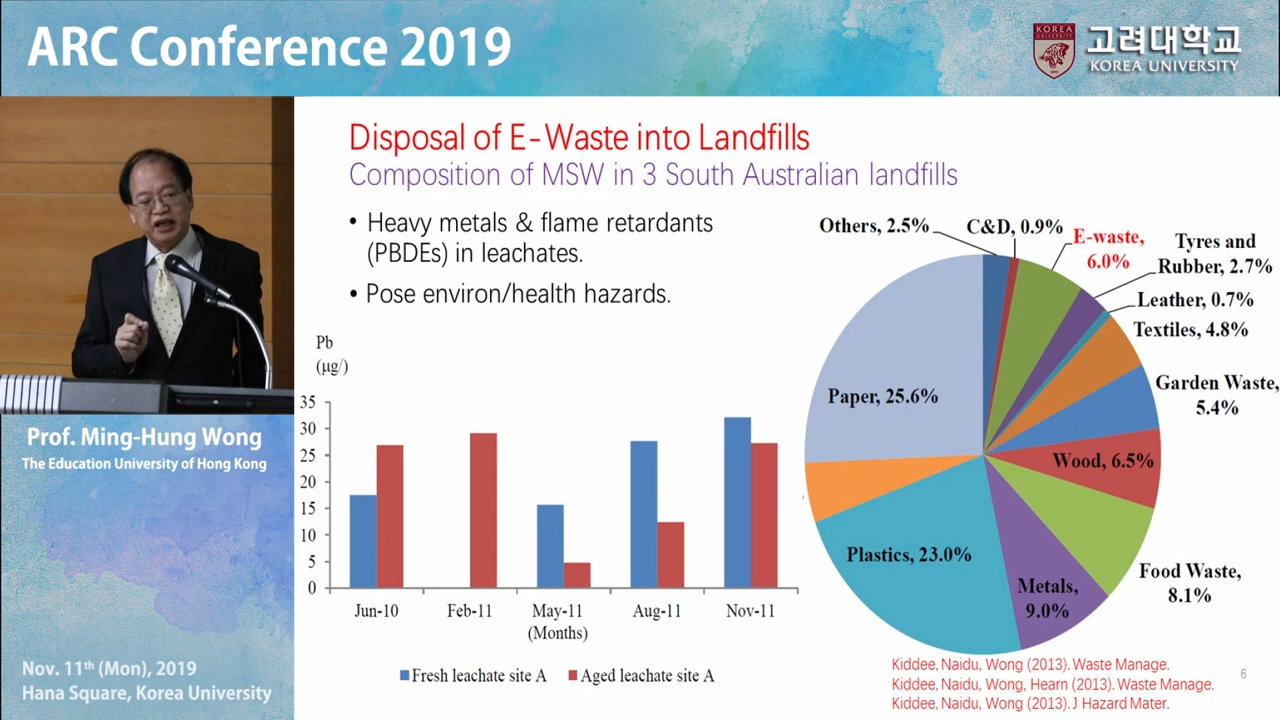 ARC Conference 2019
KOREA
UNIVERSITY
고려대학교
KOREA UNIVERSITY
Prof. Ming-Hung Wong
The Education University of Hong Kong
Nov. 11th (Mon), 2019
Hana Square, Korea University
Disposal of E-Waste into Landfills
Composition of MSW in 3 South Australian landfills
• Heavy metals & flame retardants
(PBDEs) in leachates.
• Pose environ/health hazards.
Pb
(μg/)
35
30
25
20
15
10
5
0
Jun-10 Feb-11 May-11 Aug-11 Nov-11
(Months)
Fresh leachate site A Aged leachate site A
Others, 2.5%
C&D, 0.9%
E-waste,
6.0%
Tyres and
Rubber, 2.7%
Leather, 0.7%
Textiles, 4.8%
Garden Waste,
5.4%
Wood, 6.5%
Food Waste,
8.1%
Metals,
9.0%
Plastics, 23.0%
Paper, 25.6%
Kiddee, Naidu, Wong (2013). Waste Manage.
Kiddee, Naidu, Wong, Hearn (2013). Waste Manage.
Kiddee, Naidu, Wong (2013). J Hazard Mater.
6